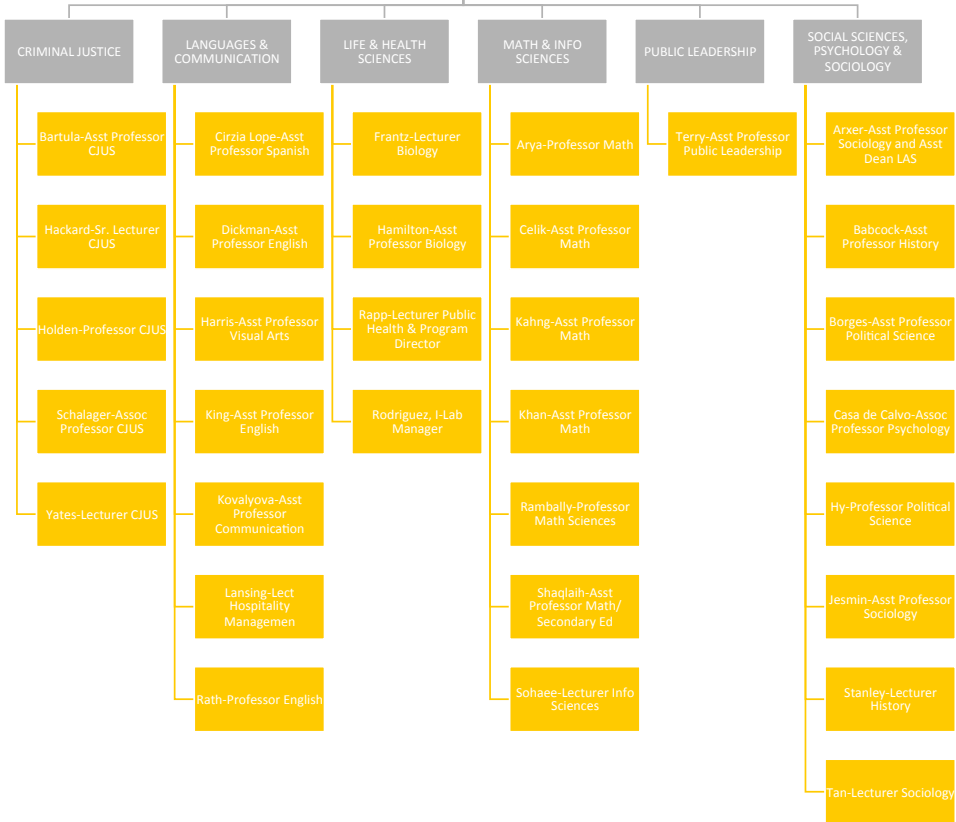 CRIMINAL JUSTICE
Bartula-Asst Professor
CJUS
Hackard-Sr. Lecturer
CJUS
Holden-Professor CJUS
Schalager-Assoc
Professor CJUS
Yates-Lecturer CJUS
LANGUAGES &
COMMUNICATION
Cirzia Lope-Asst
Professor Spanish
Dickman-Asst
Professor English
Harris-Asst Professor
Visual Arts
King-Asst Professor
English
Kovalyova-Asst
Professor
Communication
Lansing-Lect
Hospitality
Managemen
Rath-Professor English
LIFE & HEALTH
SCIENCES
Frantz-Lecturer
Biology
Hamilton-Asst
Professor Biology
Rapp-Lecturer Public
Health & Program
Director
Rodriguez, I-Lab
Manager
MATH & INFO
SCIENCES
Arya-Professor Math
Celik-Asst Professor
Math
Kahng-Asst Professor
Math
Khan-Asst Professor
Math
Rambally-Professor
Math Sciences
Shaqlaih-Asst
Professor Math/
Secondary Ed
Sohaee-Lecturer Info
Sciences
PUBLIC LEADERSHIP
Terry-Asst Professor
Public Leadership
SOCIAL SCIENCES,
PSYCHOLOGY &
SOCIOLOGY
Arxer-Asst Professor
Sociology and Asst
Dean LAS
Babcock-Asst
Professor History
Borges-Asst Professor
Political Science
Casa de Calvo-Assoc
Professor Psychology
Hy-Professor Political
Science
Jesmin-Asst Professor
Sociology
Stanley-Lecturer
History
Tan-Lecturer Sociology